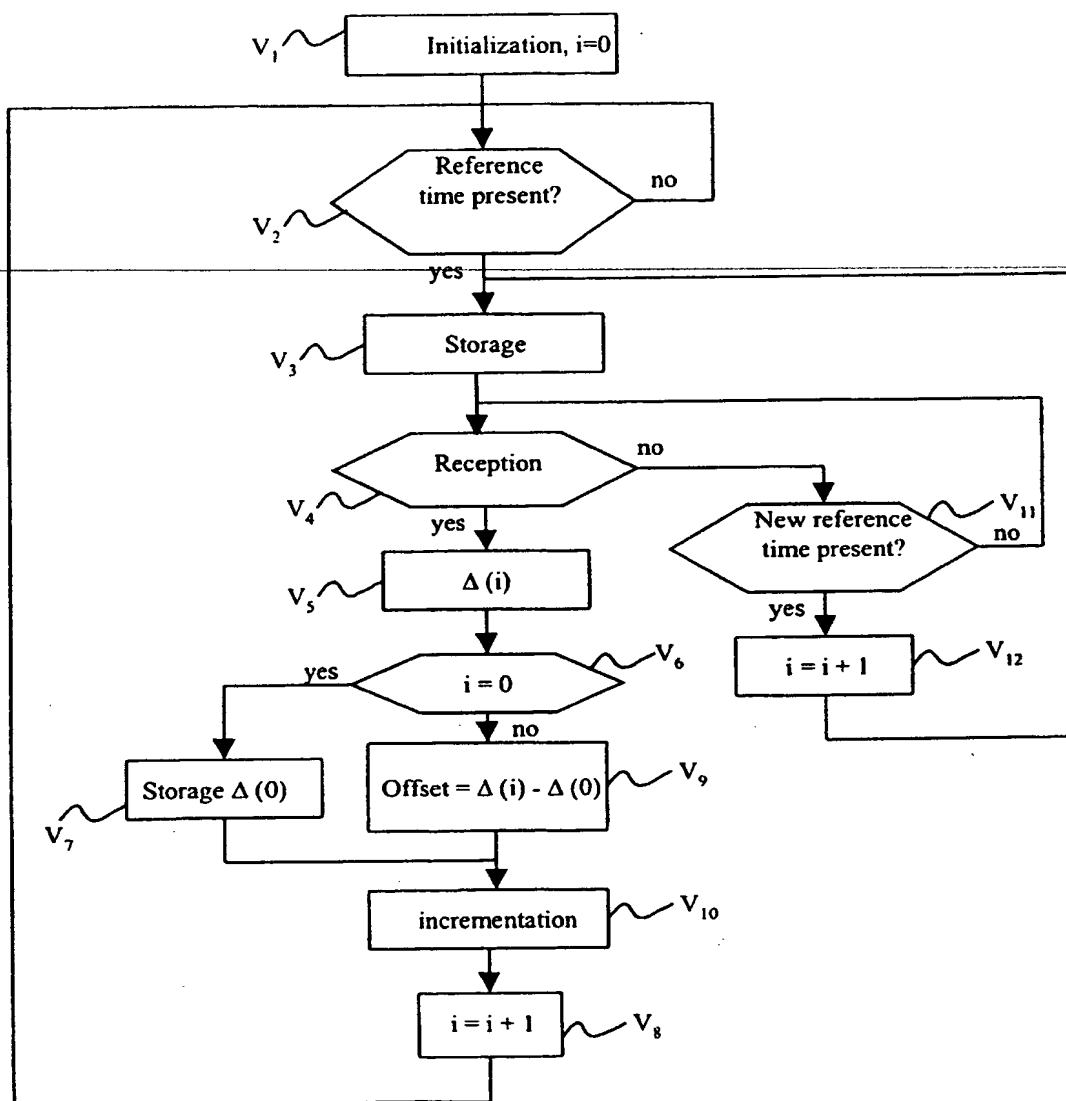 V1
Initialization, i=0
Reference
time present?
no
V2
yes
Storage
V3
Reception
no
V4
yes
New reference
time present?
V11
no
yes
Δ (i)
V5
i = i + 1
V12
i = 0
V6
yes
no
Storage Δ (0)
V7
Offset = Δ (i) - Δ (0)
V9
incrementation
V10
i = i + 1
V8